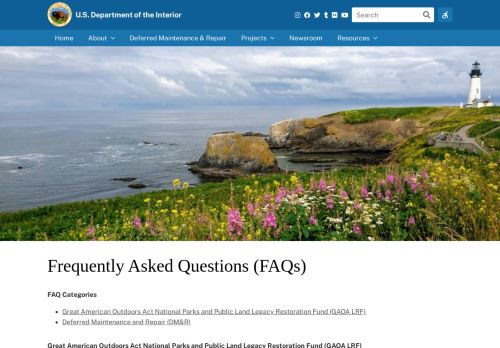 U.S. Department of the Interior
Search
Home About Deferred Maintenance & Repair Projects Newsroom Resources
Frequently Asked Questions (FAQs)
FAQ Categories
Great American Outdoors Act National Parks and Public Land Legacy Restoration Fund (GAOA LRF)
Deferred Maintenance and Repair (DM&R)
Great American Outdoors Act National Parks and Public Land Legacy Restoration Fund (GAOA LRF)